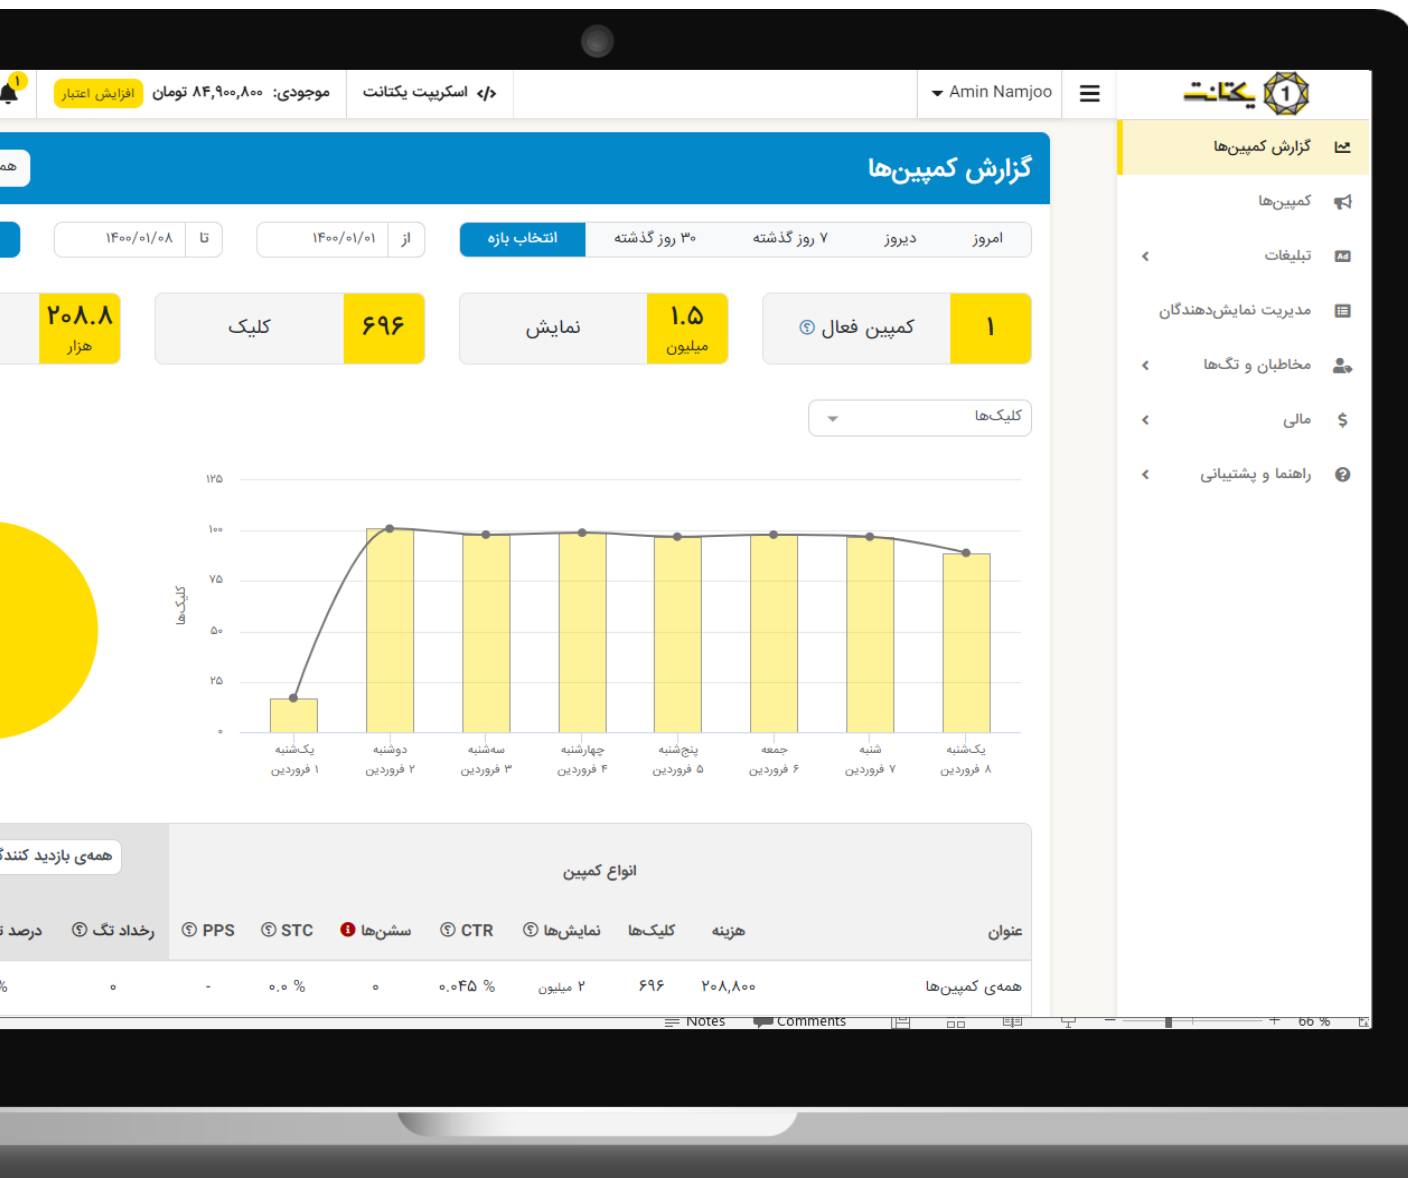 یکتانت
Amin Namjoo
</> اسکریپت یکتانت
موجودی: ۸۴,۹۰۰,۸۰۰ تومان
افزایش اعتبار
۱
گزارش کمپین‌ها
کمپین‌ها
تبلیغات
مدیریت نمایش‌دهندگان
مخاطبان و تگ‌ها
مالی
راهنما و پشتیبانی
گزارش کمپین‌ها
امروز
دیروز
۷ روز گذشته
۳۰ روز گذشته
انتخاب بازه
از ۱۴۰۰/۰۱/۰۱
تا ۱۴۰۰/۰۱/۰۸
۱ کمپین فعال
۱.۵ میلیون نمایش
۶۹۶ کلیک
۲۰۸.۸ هزار
کلیک‌ها
۱۲۵
۱۰۰
۷۵
۵۰
۲۵
۰
کلیک‌ها
یک‌شنبه ۱ فروردین
دوشنبه ۲ فروردین
سه‌شنبه ۳ فروردین
چهارشنبه ۴ فروردین
پنج‌شنبه ۵ فروردین
جمعه ۶ فروردین
شنبه ۷ فروردین
یک‌شنبه ۸ فروردین
انواع کمپین
همه‌ی بازدید
عنوان هزینه کلیک‌ها نمایش‌ها CTR سشن‌ها STC PPS رخداد تگ درصد
همه‌ی کمپین‌ها ۲۰۸,۸۰۰ ۶۹۶ ۲ میلیون ۰.۰۴۵ % ۰ ۰.۰ % - ۰ %
Notes Comments 66 %